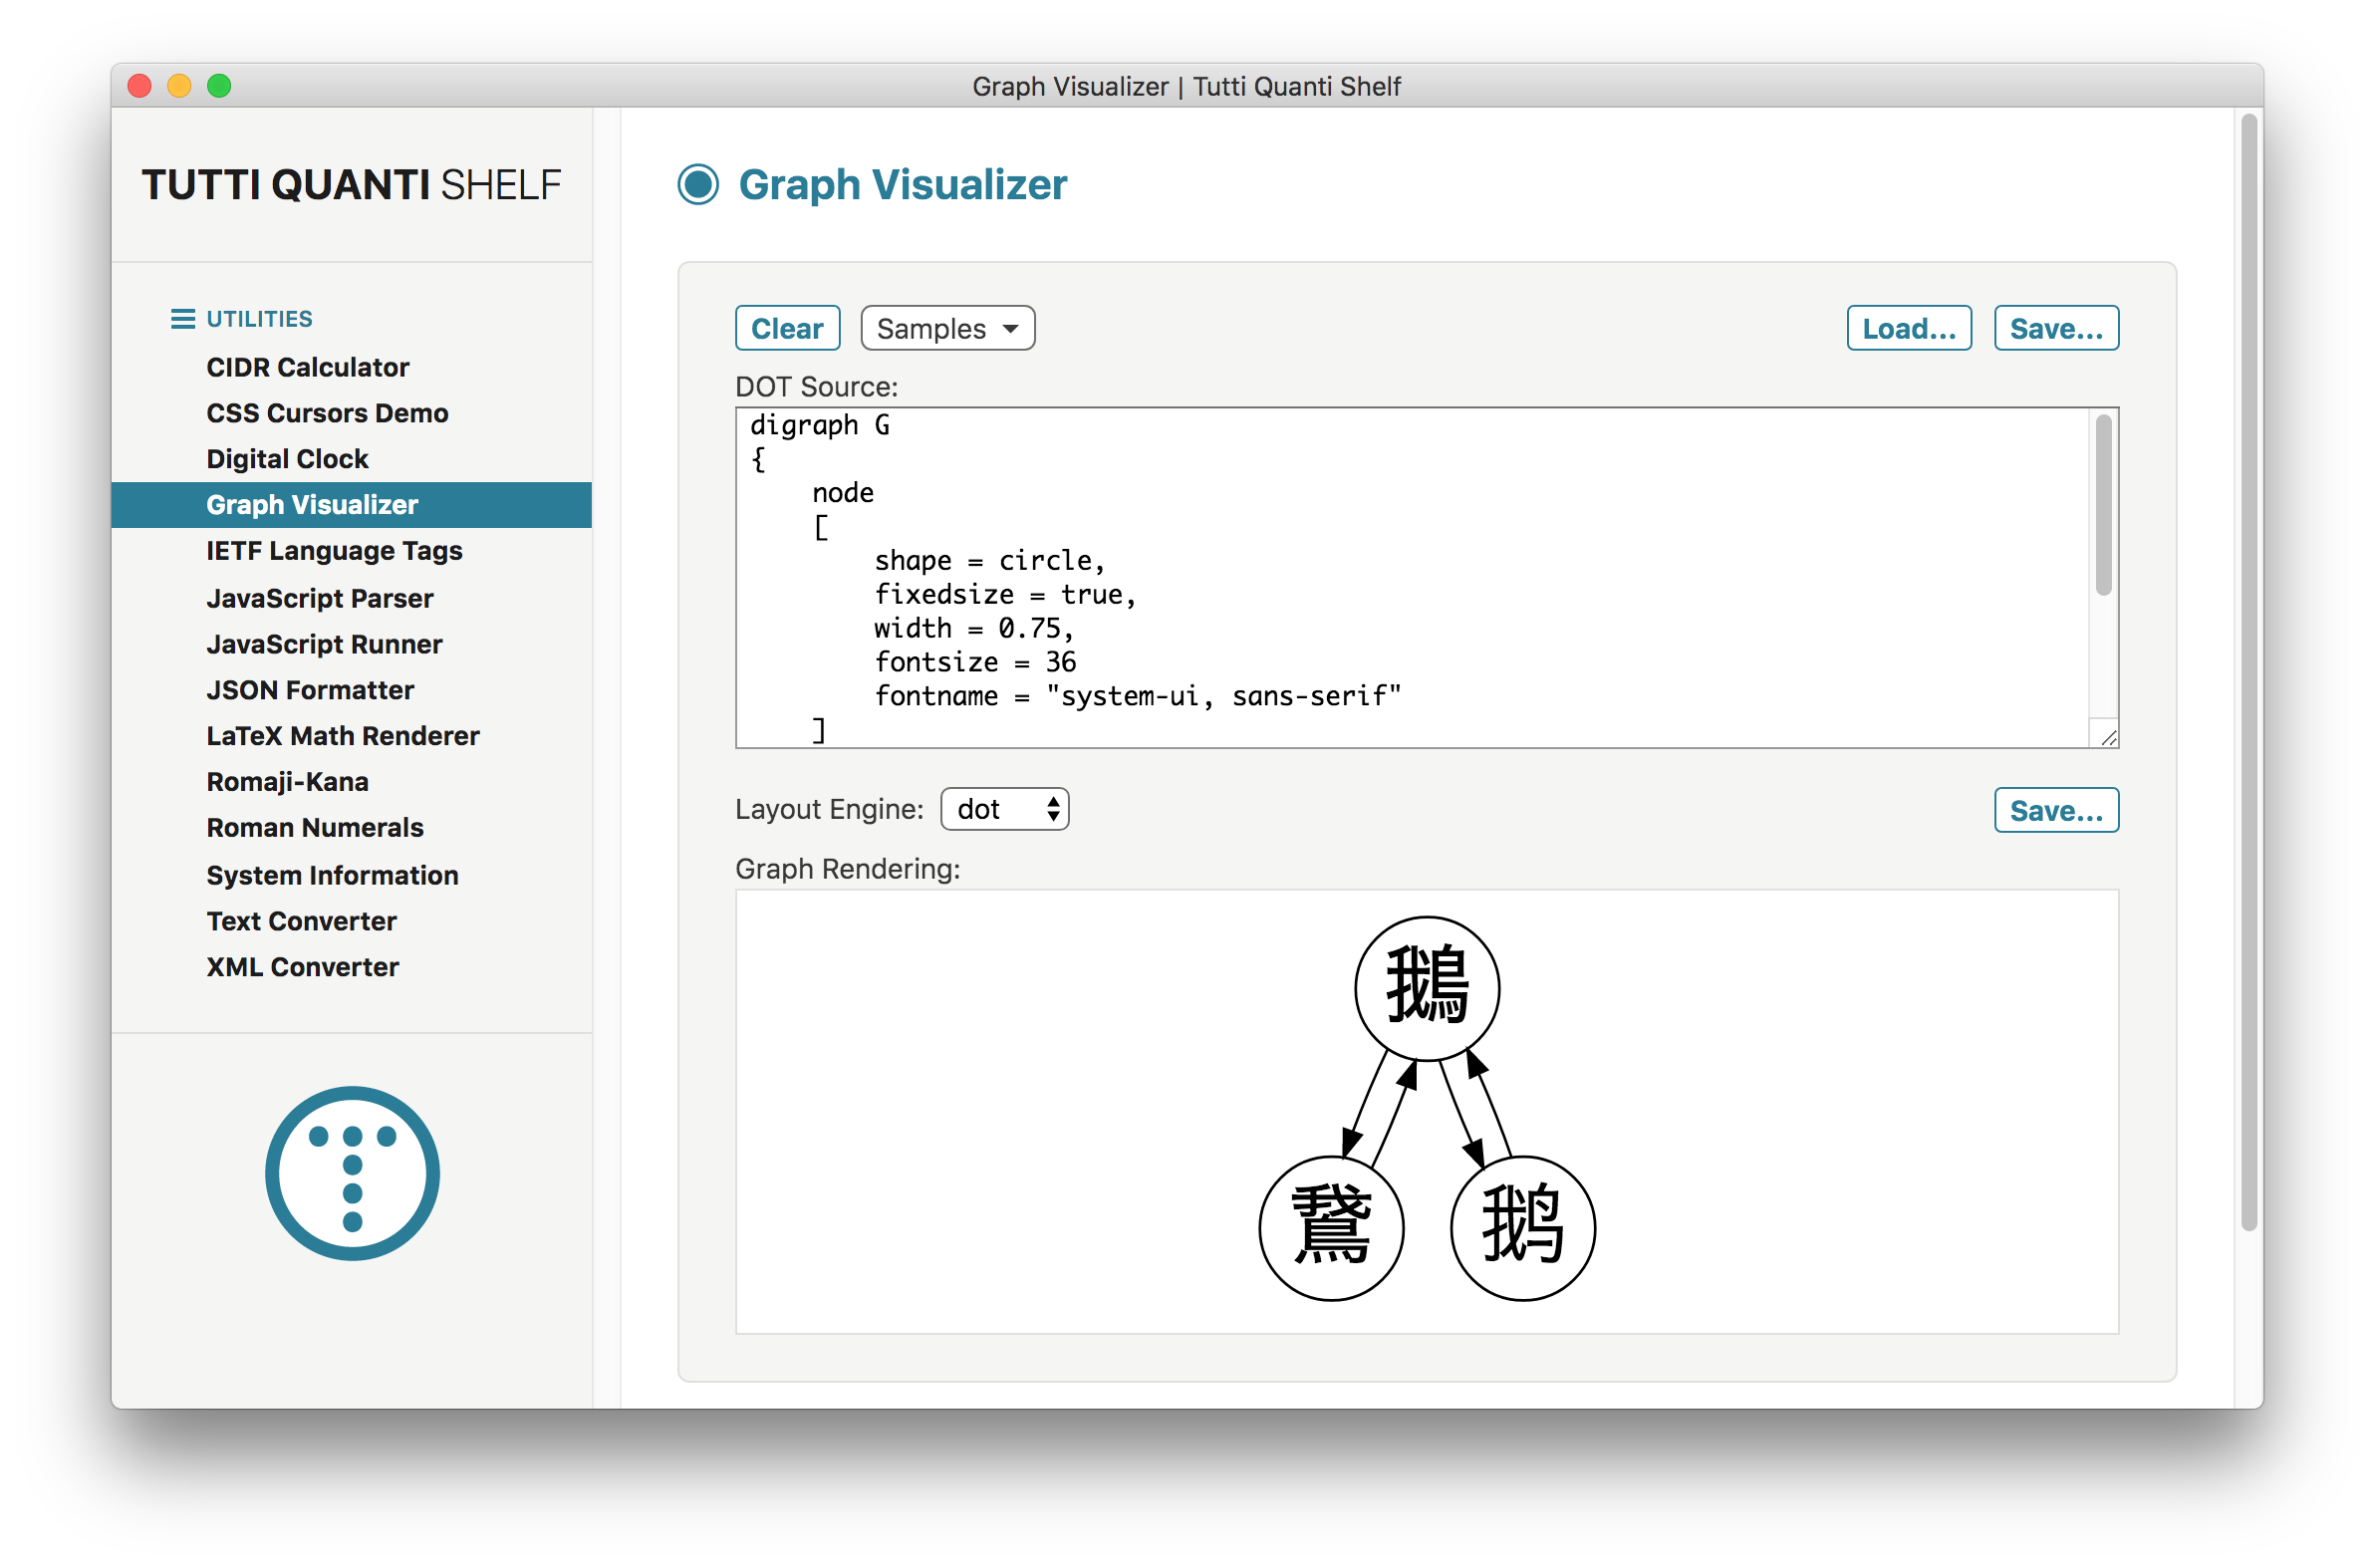 Graph Visualizer | Tutti Quanti Shelf
TUTTI QUANTI SHELF
UTILITIES
CIDR Calculator
CSS Cursors Demo
Digital Clock
Graph Visualizer
IETF Language Tags
JavaScript Parser
JavaScript Runner
JSON Formatter
LaTeX Math Renderer
Romaji-Kana
Roman Numerals
System Information
Text Converter
XML Converter
Graph Visualizer
Clear Samples Load... Save...
DOT Source:
digraph G
{
    node
    [
        shape = circle,
        fixedsize = true,
        width = 0.75,
        fontsize = 36
        fontname = "system-ui, sans-serif"
    ]
Layout Engine: dot Save...
Graph Rendering:
鵝
鵞 鹅